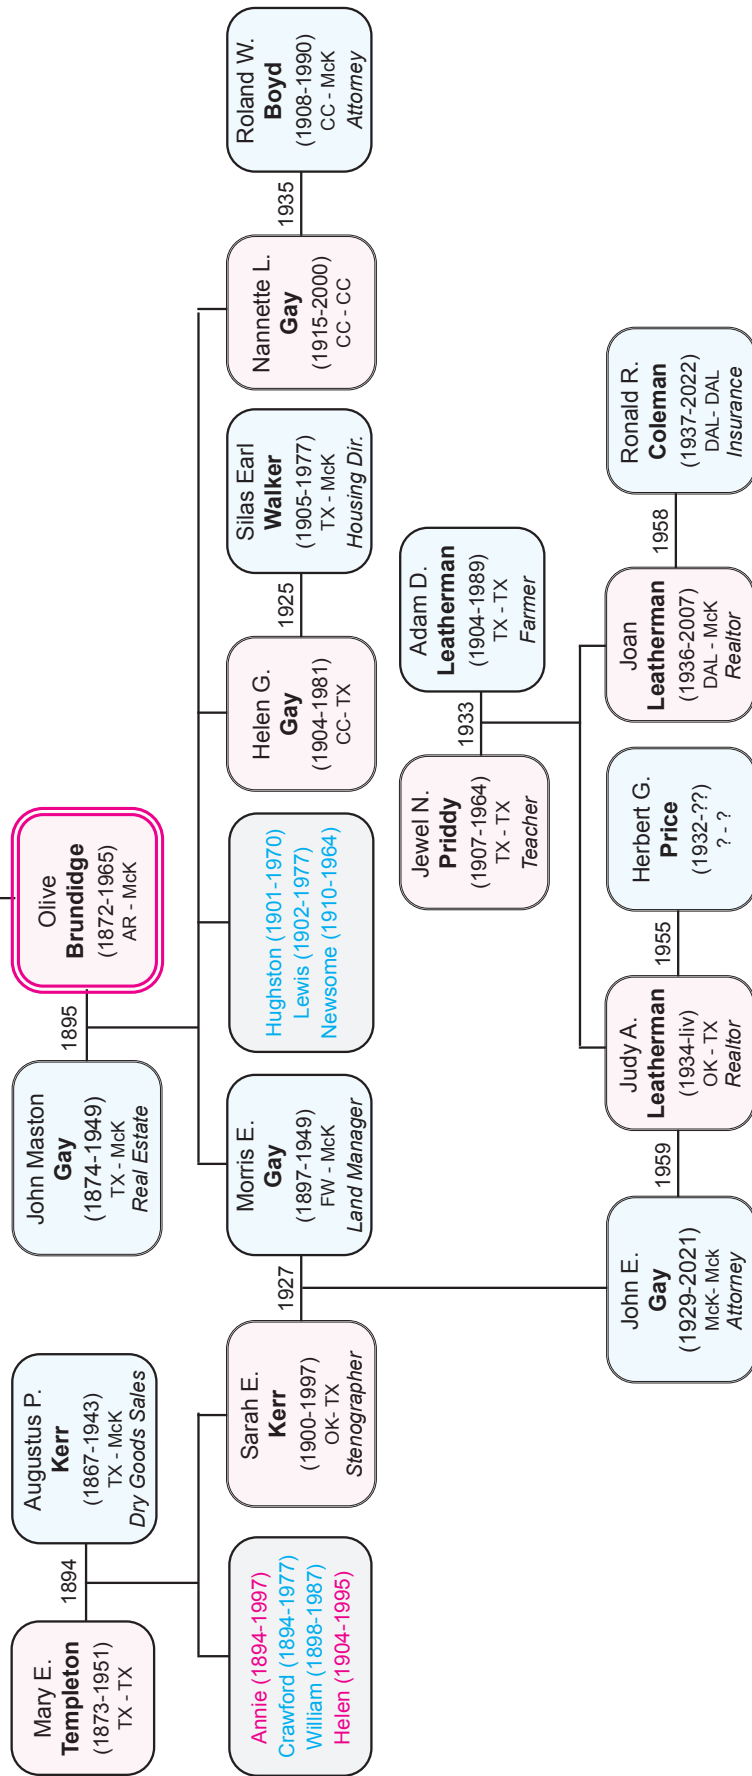 Mary E.
Templeton
(1873-1951)
TX - TX
1894
Augustus P.
Kerr
(1867-1943)
TX - McK
Dry Goods Sales
John Maston
Gay
(1874-1949)
TX - McK
Real Estate
1895
Olive
Brundidge
(1872-1965)
AR - McK
Annie (1894-1997)
Crawford (1894-1977)
William (1898-1987)
Helen (1904-1995)
Sarah E.
Kerr
(1900-1997)
OK- TX
Stenographer
1927
Morris E.
Gay
(1897-1949)
FW - McK
Land Manager
Hughston (1901-1970)
Lewis (1902-1977)
Newsome (1910-1964)
Helen G.
Gay
(1904-1981)
CC- TX
1925
Silas Earl
Walker
(1905-1977)
TX - McK
Housing Dir.
Nannette L.
Gay
(1915-2000)
CC - CC
1935
Roland W.
Boyd
(1908-1990)
CC - McK
Attorney
Jewel N.
Priddy
(1907-1964)
TX - TX
Teacher
1933
Adam D.
Leatherman
(1904-1989)
TX - TX
Farmer
John E.
Gay
(1929-2021)
McK- Mck
Attorney
1959
Judy A.
Leatherman
(1934-liv)
OK - TX
Realtor
1955
Herbert G.
Price
(1932-??)
? - ?
Joan
Leatherman
(1936-2007)
DAL - McK
Realtor
1958
Ronald R.
Coleman
(1937-2022)
DAL- DAL
Insurance